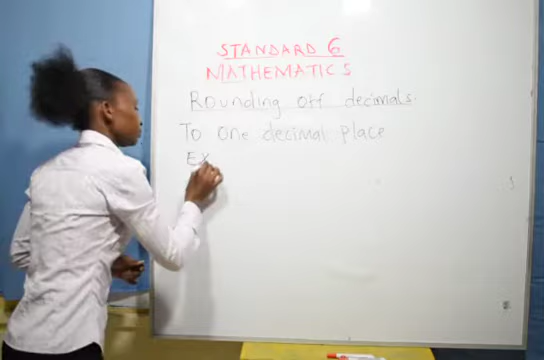 STANDARD 6
MATHEMATICS
Rounding off decimals.
To One decimal place
Ex